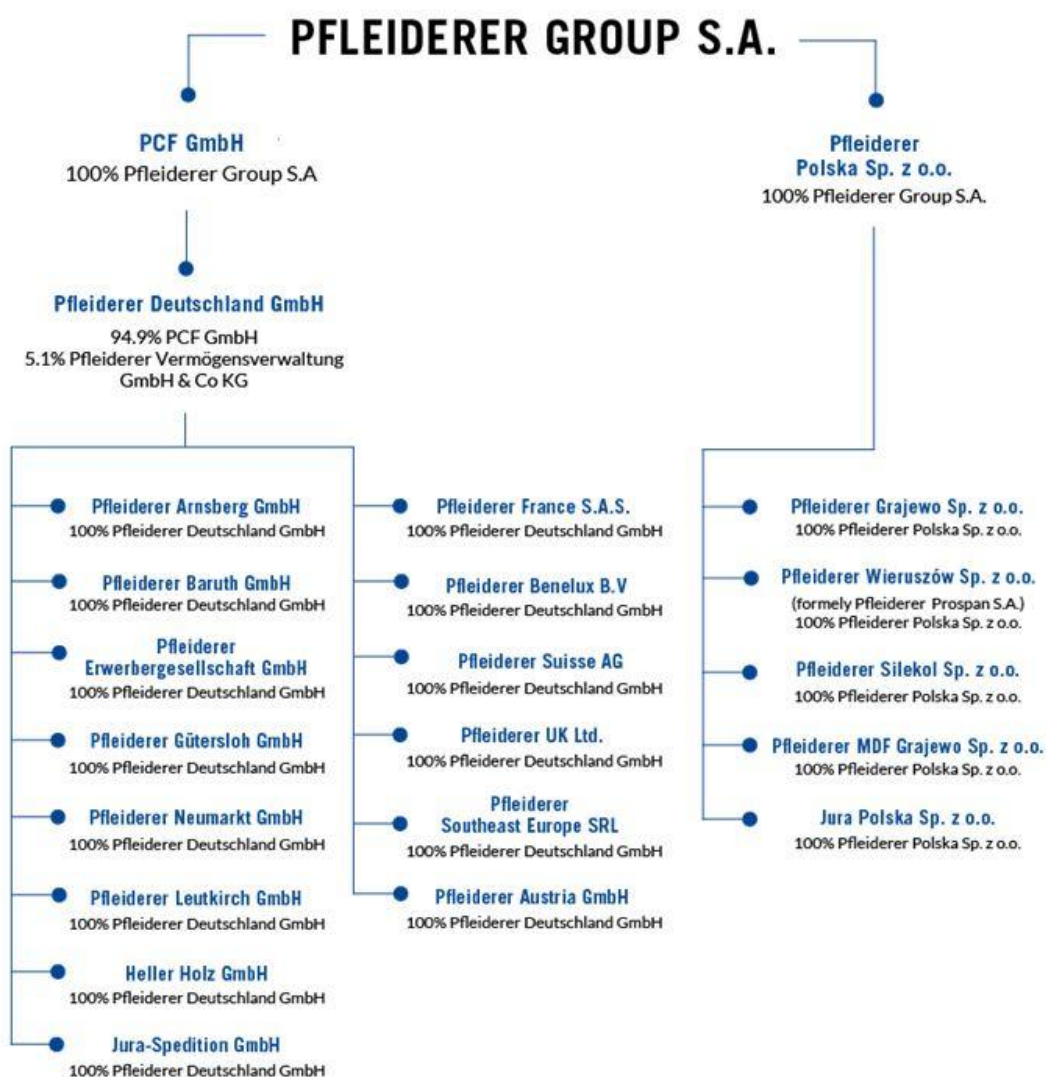 PFLEIDERER GROUP S.A.
PCF GmbH
100% Pfleiderer Group S.A
Pfleiderer
Polska Sp. z o.o.
100% Pfleiderer Group S.A.
Pfleiderer Deutschland GmbH
94.9% PCF GmbH
5.1% Pfleiderer Vermögensverwaltung
GmbH & Co KG
Pfleiderer Arnsberg GmbH
100% Pfleiderer Deutschland GmbH
Pfleiderer Baruth GmbH
100% Pfleiderer Deutschland GmbH
Pfleiderer
Erwerbergesellschaft GmbH
100% Pfleiderer Deutschland GmbH
Pfleiderer Gütersloh GmbH
100% Pfleiderer Deutschland GmbH
Pfleiderer Neumarkt GmbH
100% Pfleiderer Deutschland GmbH
Pfleiderer Leutkirch GmbH
100% Pfleiderer Deutschland GmbH
Heller Holz GmbH
100% Pfleiderer Deutschland GmbH
Jura-Spedition GmbH
100% Pfleiderer Deutschland GmbH
Pfleiderer France S.A.S.
100% Pfleiderer Deutschland GmbH
Pfleiderer Benelux B.V
100% Pfleiderer Deutschland GmbH
Pfleiderer Suisse AG
100% Pfleiderer Deutschland GmbH
Pfleiderer UK Ltd.
100% Pfleiderer Deutschland GmbH
Pfleiderer
Southeast Europe SRL
100% Pfleiderer Deutschland GmbH
Pfleiderer Austria GmbH
100% Pfleiderer Deutschland GmbH
Pfleiderer Grajewo Sp. z o.o.
100% Pfleiderer Polska Sp. z o.o.
Pfleiderer Wieruszów Sp. z o.o.
(formely Pfleiderer Prospan S.A.)
100% Pfleiderer Polska Sp. z o.o.
Pfleiderer Silekol Sp. z o.o.
100% Pfleiderer Polska Sp. z o.o.
Pfleiderer MDF Grajewo Sp. z o.o.
100% Pfleiderer Polska Sp. z o.o.
Jura Polska Sp. z o.o.
100% Pfleiderer Polska Sp. z o.o.